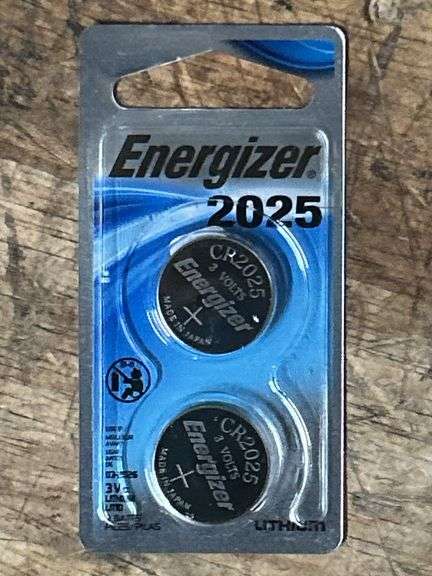 Energizer®
2025
CR2025
3 VOLTS
Energizer
+
MADE IN JAPAN
CR2025
3 VOLTS
Energizer
+
MADE IN JAPAN
3V
LITHIUM